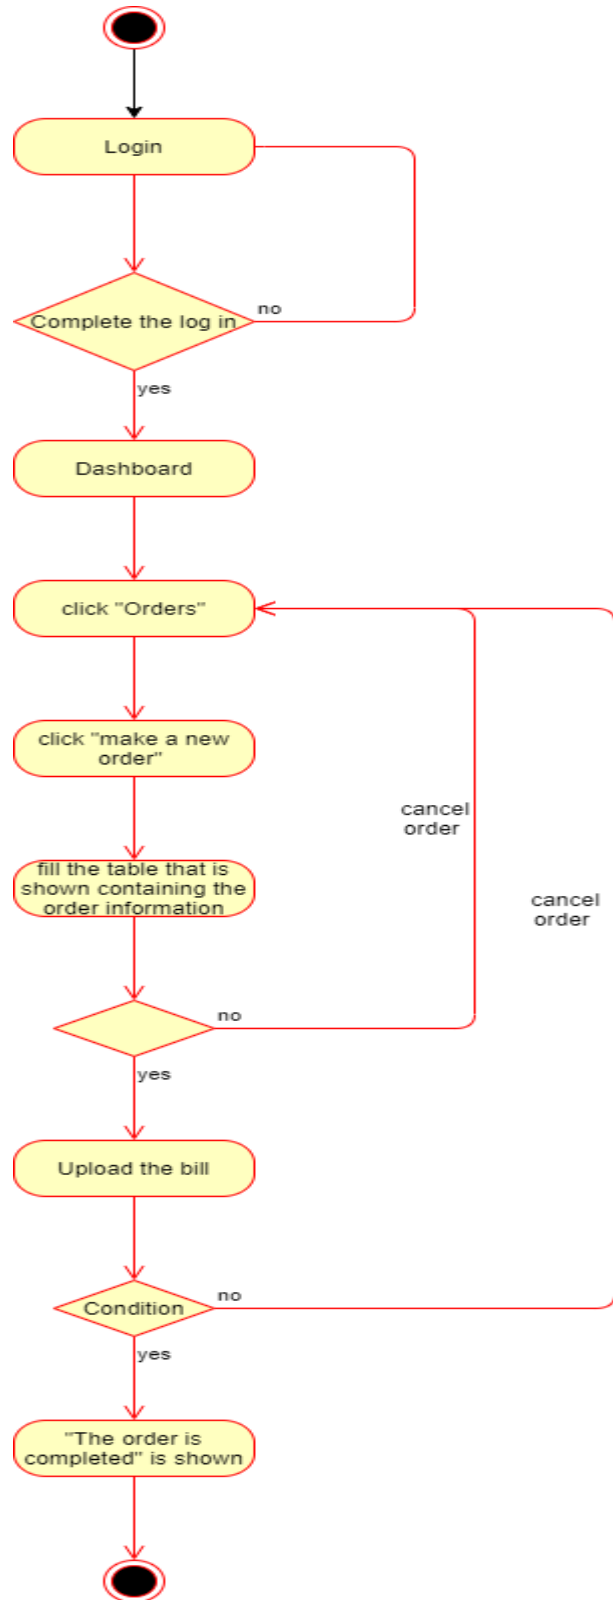 Login
Complete the log in
no
yes
Dashboard
click "Orders"
click "make a new
order"
cancel
order
fill the table that is
shown containing the
order information
cancel
order
no
yes
Upload the bill
Condition
no
yes
"The order is
completed" is shown